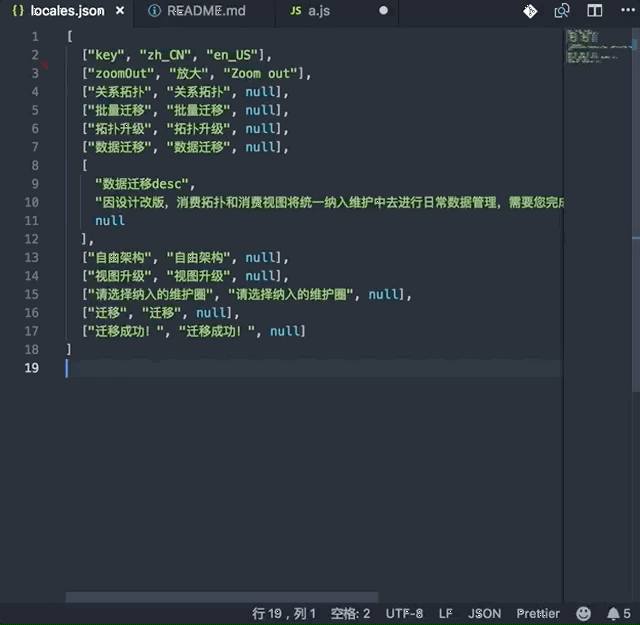 {} locales.json × README.md JS a.js
1 [
2 ["key", "zh_CN", "en_US"],
3 ["zoomOut", "放大", "Zoom out"],
4 ["关系拓扑", "关系拓扑", null],
5 ["批量迁移", "批量迁移", null],
6 ["拓扑升级", "拓扑升级", null],
7 ["数据迁移", "数据迁移", null],
8 [
9 "数据迁移desc",
10 "因设计改版，消费拓扑和消费视图将统一纳入维护中去进行日常数据管理，需要您完成
11 null
12 ],
13 ["自由架构", "自由架构", null],
14 ["视图升级", "视图升级", null],
15 ["请选择纳入的维护圈", "请选择纳入的维护圈", null],
16 ["迁移", "迁移", null],
17 ["迁移成功！", "迁移成功！", null]
18 ]
19
行 19，列 1 空格: 2 UTF-8 LF JSON Prettier 5